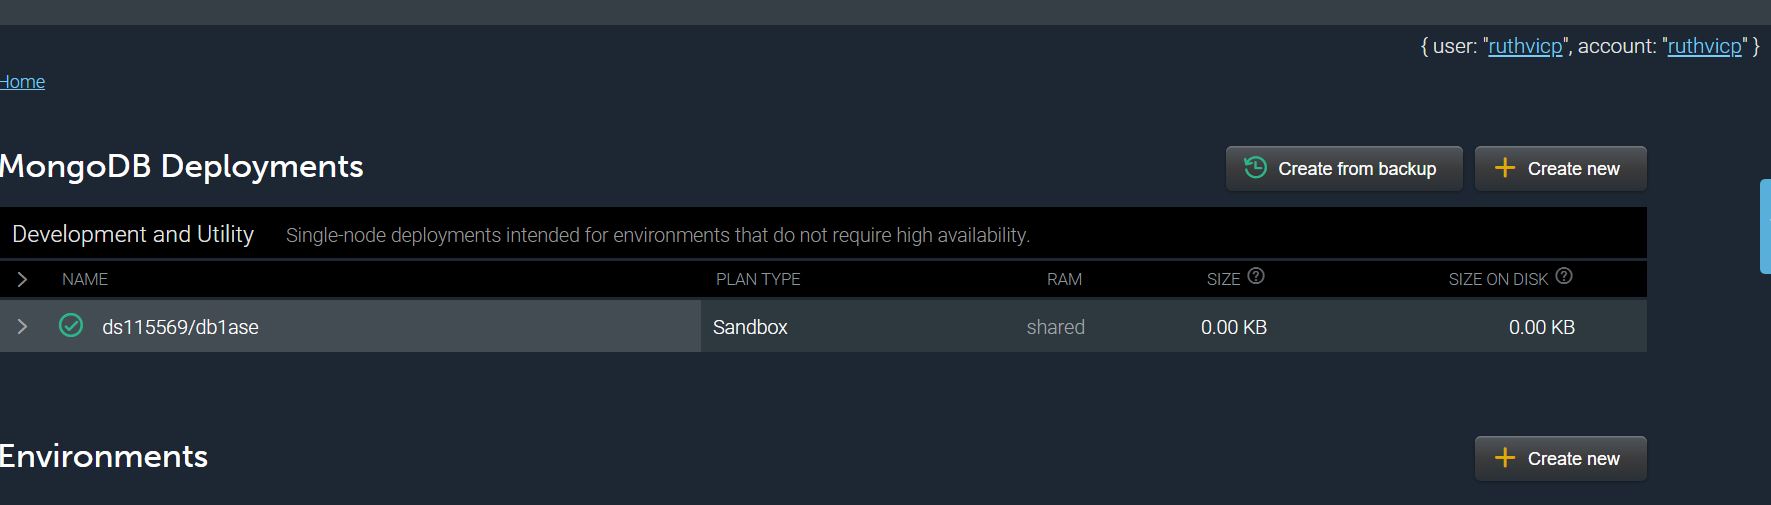 { user: "ruthvicp", account: "ruthvicp" }
Home
MongoDB Deployments
Create from backup
Create new
Development and Utility Single-node deployments intended for environments that do not require high availability.
NAME PLAN TYPE RAM SIZE ? SIZE ON DISK ?
ds115569/db1ase Sandbox shared 0.00 KB 0.00 KB
Environments
Create new